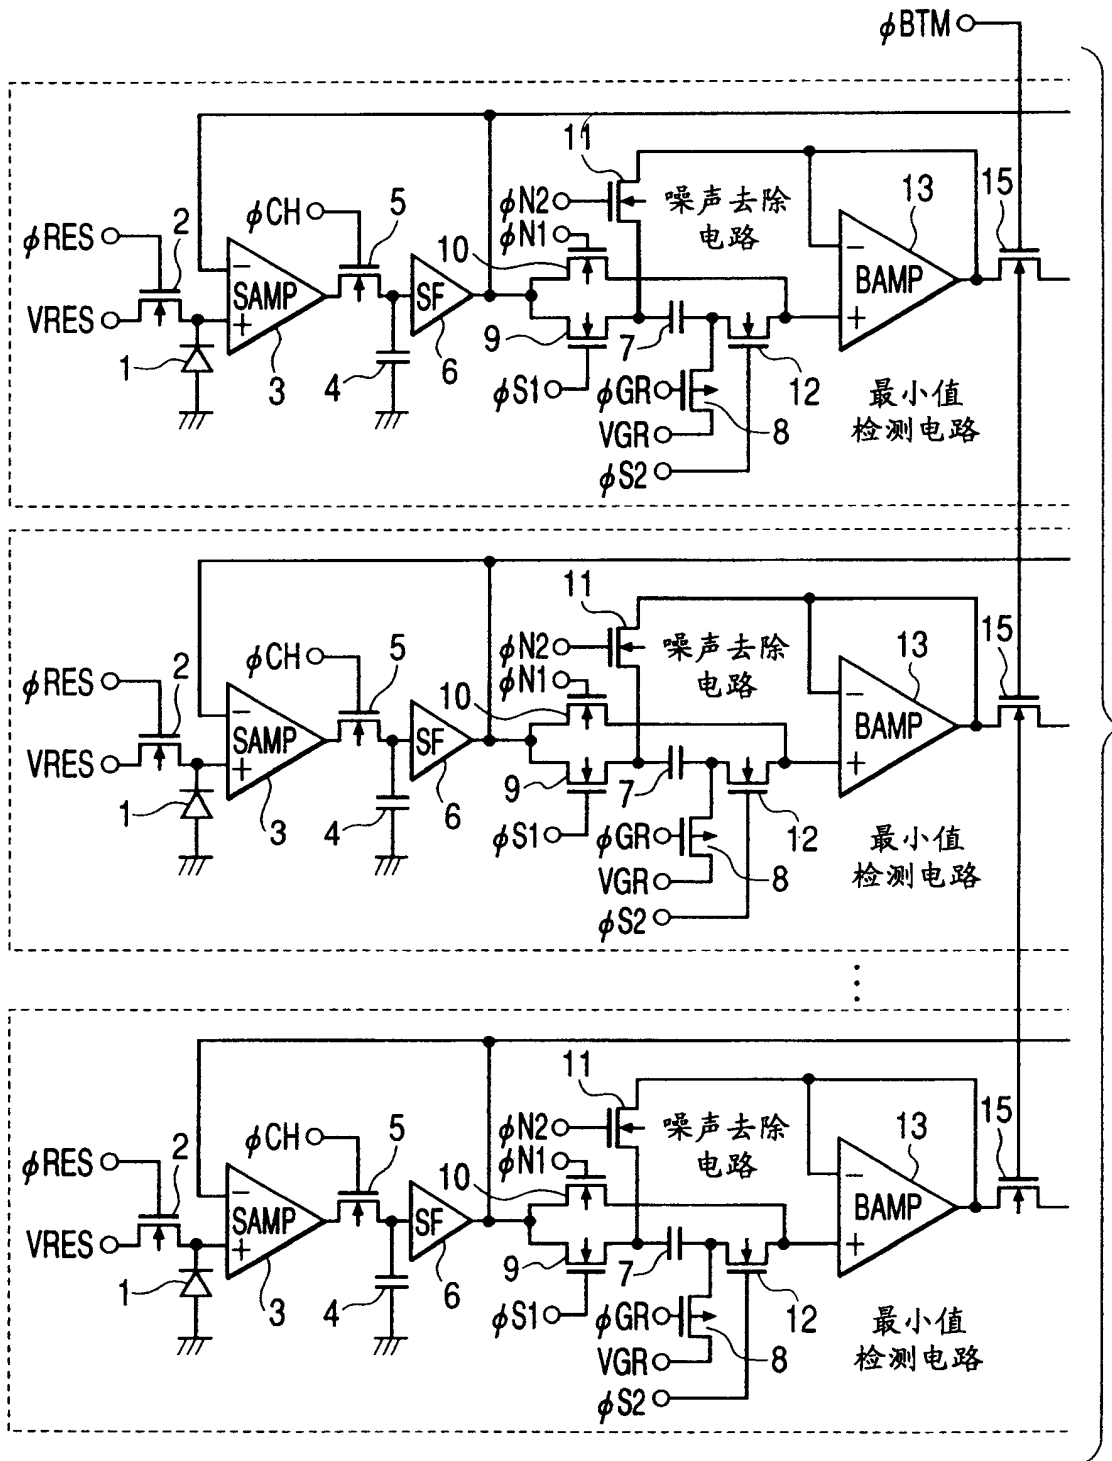 φBTM
11
15
13
φN2
噪声去除
电路
φCH
5
2
φRES
φN1
10
SAMP
SF
BAMP
VRES
−
+
−
+
9
7
1
3
4
6
φS1
φGR
12
VGR
8
最小值
检测电路
φS2
11
15
13
φN2
噪声去除
电路
φCH
5
2
φRES
φN1
10
SAMP
SF
BAMP
VRES
−
+
−
+
9
7
1
3
4
6
φS1
φGR
12
VGR
8
最小值
检测电路
φS2
⋮
11
15
13
φN2
噪声去除
电路
φCH
5
2
φRES
φN1
10
SAMP
SF
BAMP
VRES
−
+
−
+
9
7
1
3
4
6
φS1
φGR
12
VGR
8
最小值
检测电路
φS2